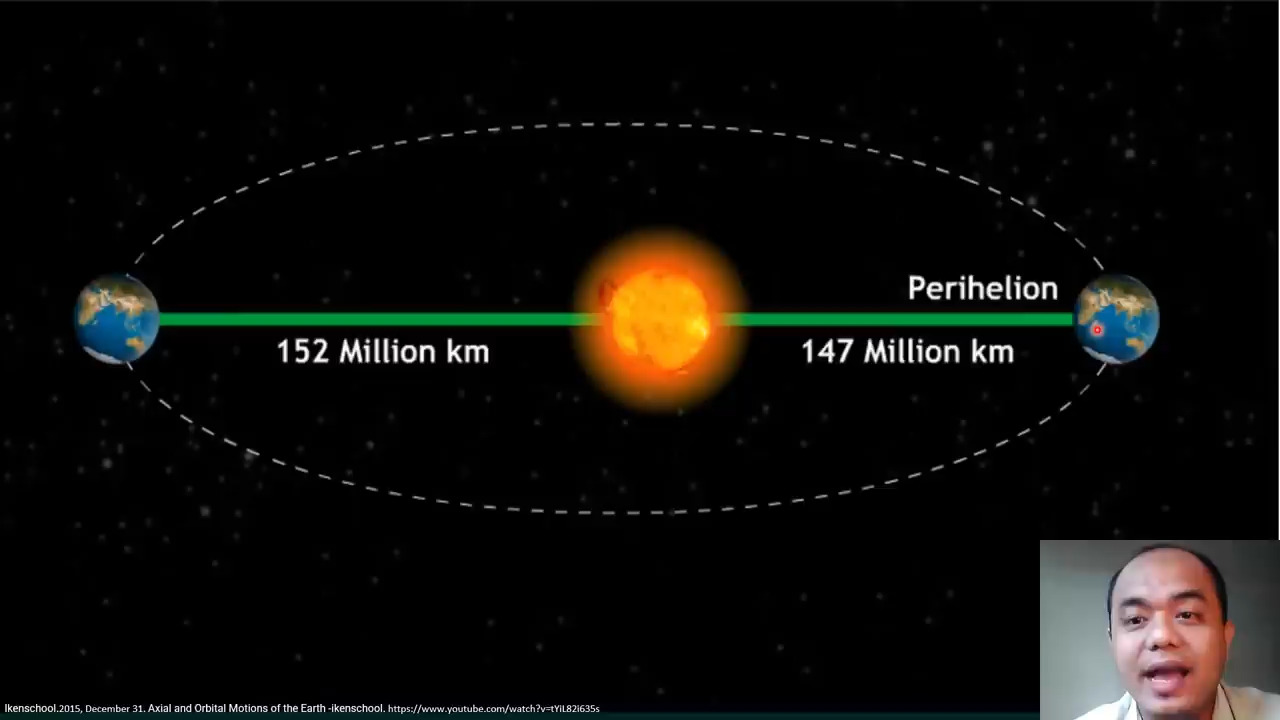 Perihelion
152 Million km
147 Million km
Ikenschool.2015, December 31. Axial and Orbital Motions of the Earth -ikenschool. https://www.youtube.com/watch?v=tYiL82i635s